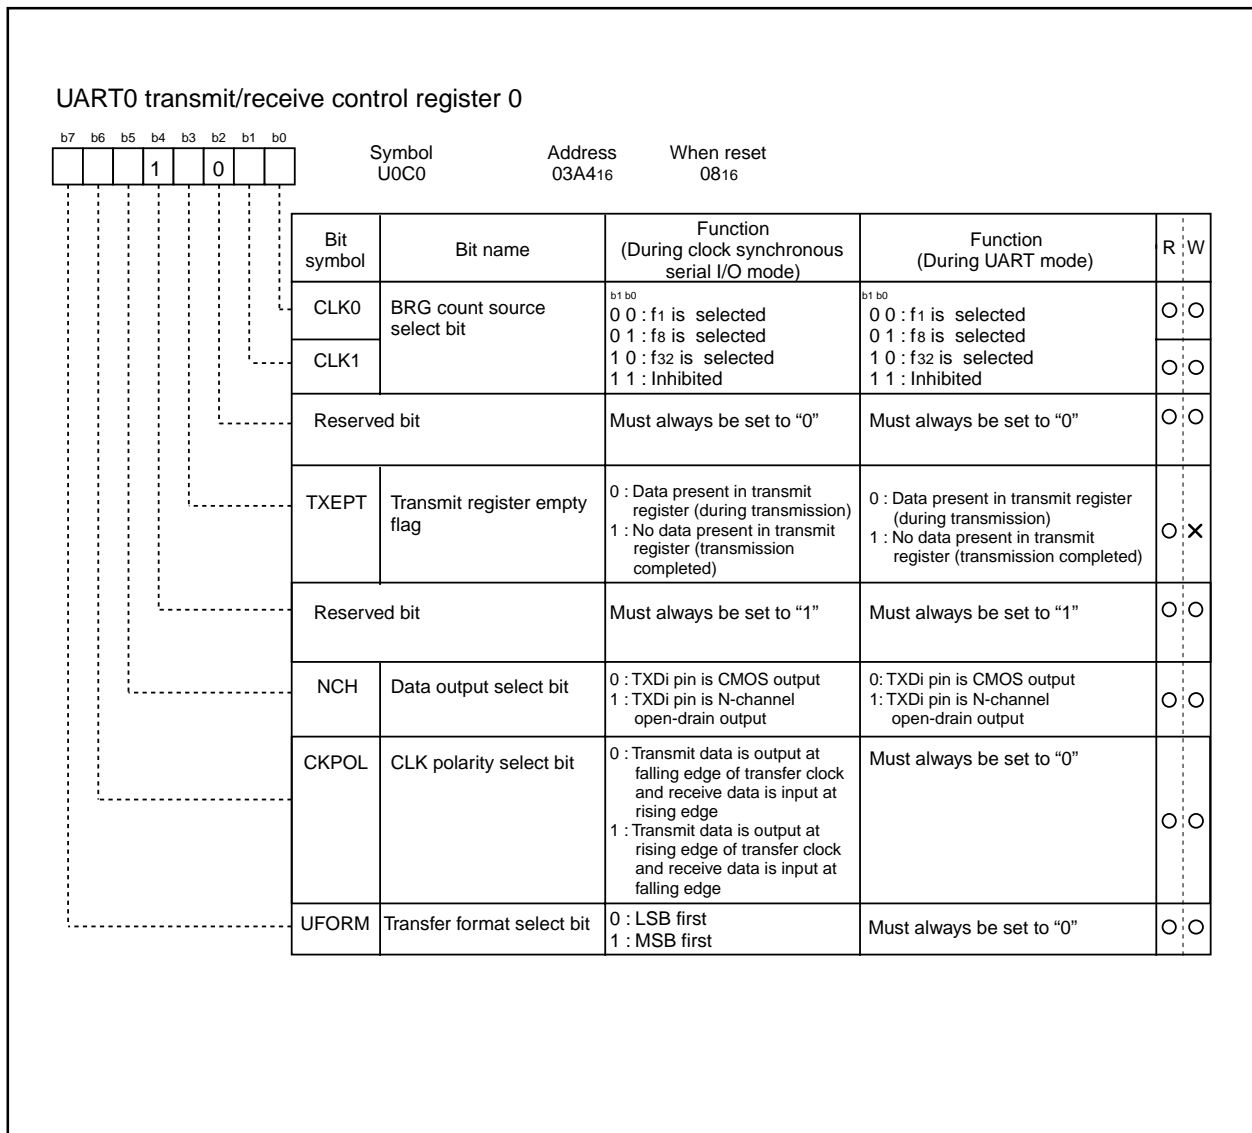 UART0 transmit/receive control register 0
b7 b6 b5 b4 b3 b2 b1 b0
1 0
Symbol Address When reset
U0C0 03A416 0816
Bit symbol
Bit name
Function
(During clock synchronous
serial I/O mode)
Function
(During UART mode)
R W
CLK0
CLK1
BRG count source
select bit
b1 b0
0 0 : f1 is selected
0 1 : f8 is selected
1 0 : f32 is selected
1 1 : Inhibited
b1 b0
0 0 : f1 is selected
0 1 : f8 is selected
1 0 : f32 is selected
1 1 : Inhibited
Reserved bit
Must always be set to “0”
Must always be set to “0”
TXEPT
Transmit register empty
flag
0 : Data present in transmit
register (during transmission)
1 : No data present in transmit
register (transmission
completed)
0 : Data present in transmit register
(during transmission)
1 : No data present in transmit
register (transmission completed)
Reserved bit
Must always be set to “1”
Must always be set to “1”
NCH
Data output select bit
0 : TXDi pin is CMOS output
1 : TXDi pin is N-channel
open-drain output
0: TXDi pin is CMOS output
1: TXDi pin is N-channel
open-drain output
CKPOL
CLK polarity select bit
0 : Transmit data is output at
falling edge of transfer clock
and receive data is input at
rising edge
1 : Transmit data is output at
rising edge of transfer clock
and receive data is input at
falling edge
Must always be set to “0”
UFORM
Transfer format select bit
0 : LSB first
1 : MSB first
Must always be set to “0”